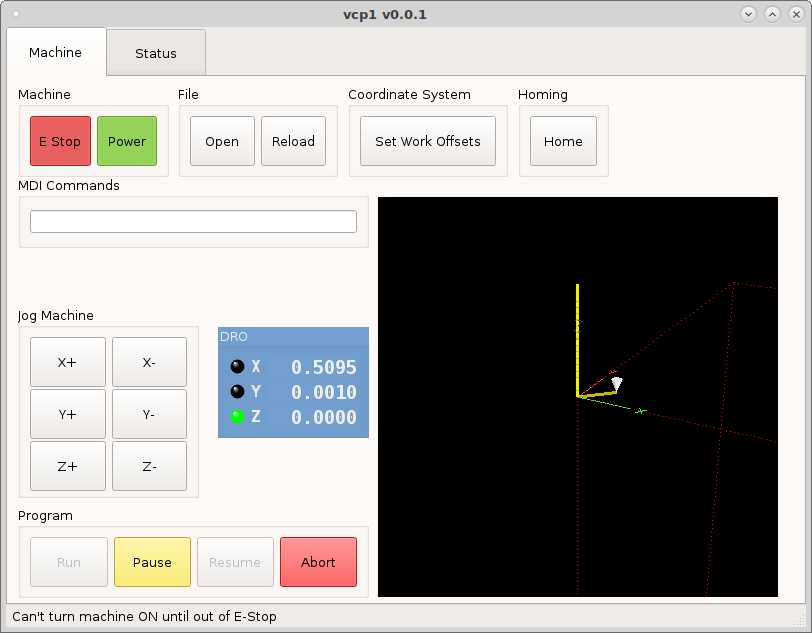 vcp1 v0.0.1
Machine Status
Machine File Coordinate System Homing
E Stop Power Open Reload Set Work Offsets Home
MDI Commands
Jog Machine
X+ X-
Y+ Y-
Z+ Z-
DRO
X 0.5095
Y 0.0010
Z 0.0000
Program
Run Pause Resume Abort
Can't turn machine ON until out of E-Stop